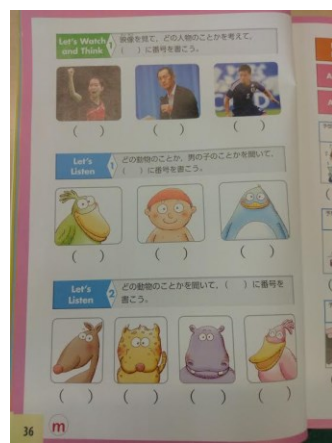 Let's Watch and Think 1
映像を見て、どの人物のことかを考えて、
( ) に番号を書こう。
( ) ( ) ( )
Let's Listen 1
どの動物のことか、男の子のことかを聞いて、
( ) に番号を書こう。
( ) ( ) ( )
Let's Listen 2
どの動物のことかを聞いて、( ) に番号を
書こう。
( ) ( ) ( ) ( )
36 m